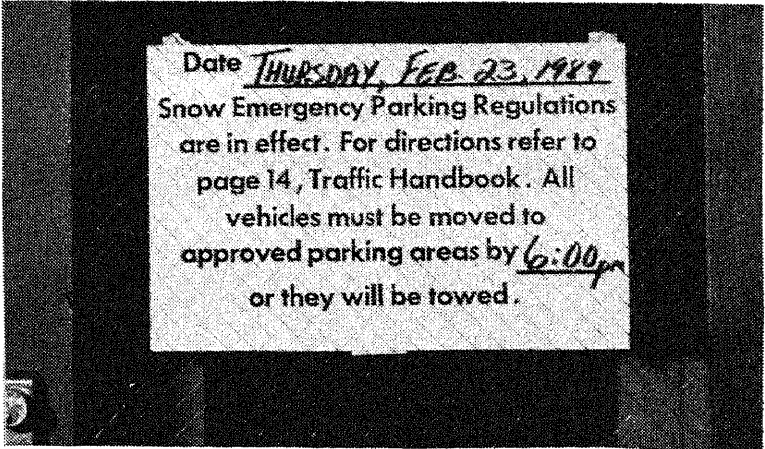 Date THURSDAY, FEB. 23, 1989
Snow Emergency Parking Regulations
are in effect. For directions refer to
page 14, Traffic Handbook. All
vehicles must be moved to
approved parking areas by 6:00pm
or they will be towed.